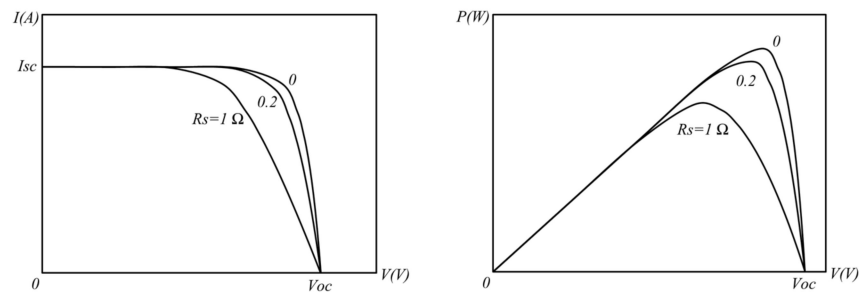 I(A)
Isc
0
0.2
Rs=1 Ω
0
Voc
V(V)
P(W)
0
0.2
Rs=1 Ω
0
Voc
V(V)